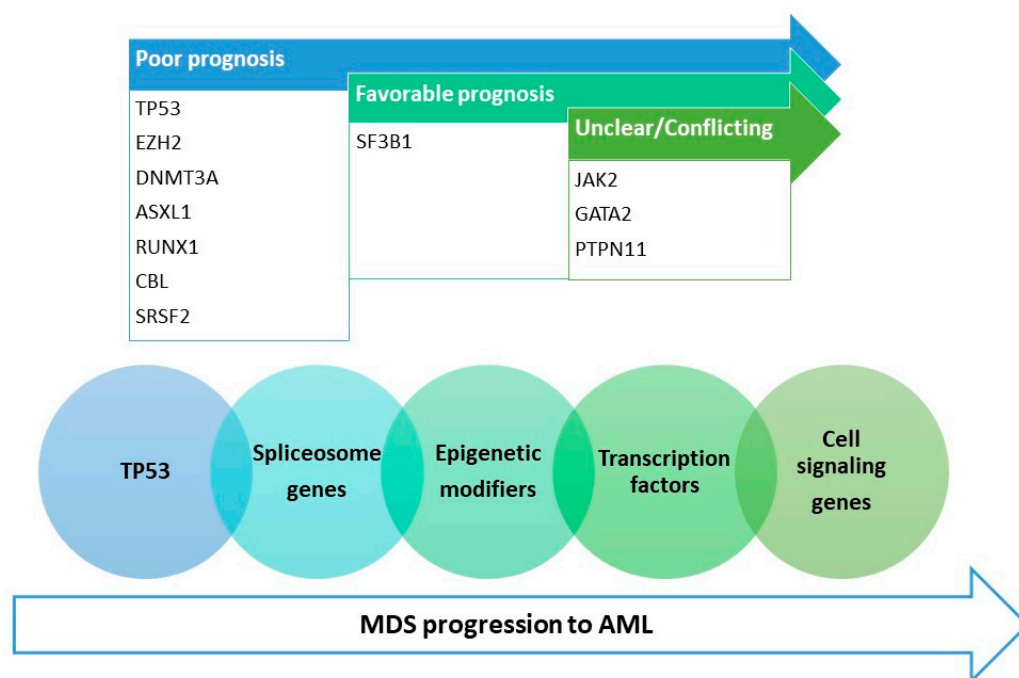 Poor prognosis
TP53
EZH2
DNMT3A
ASXL1
RUNX1
CBL
SRSF2
Favorable prognosis
SF3B1
Unclear/Conflicting
JAK2
GATA2
PTPN11
TP53
Spliceosome
genes
Epigenetic
modifiers
Transcription
factors
Cell
signaling
genes
MDS progression to AML